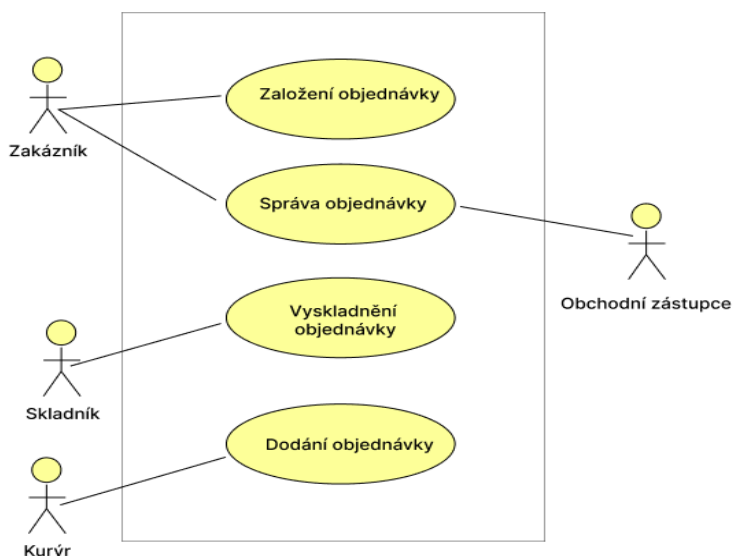 Založení objednávky
Zakázník
Správa objednávky
Obchodní zástupce
Vyskladnění
objednávky
Skladník
Dodání objednávky
Kurýr